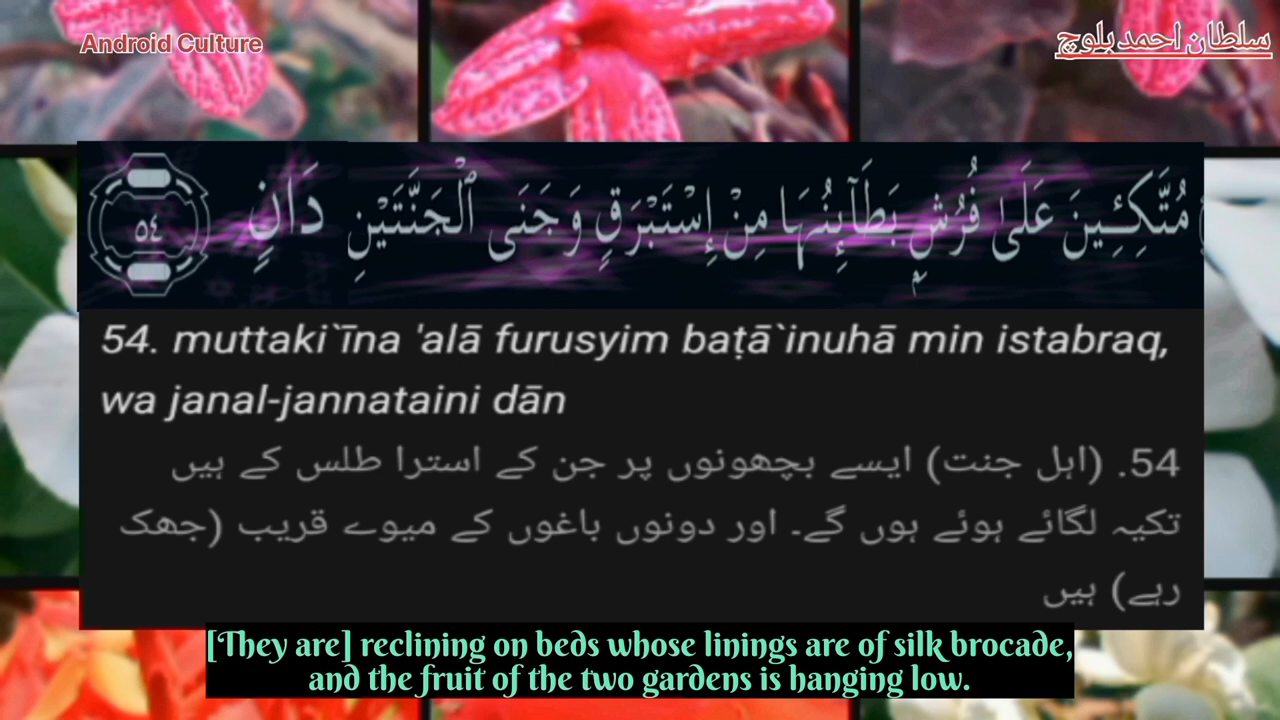 Android Culture
سلطان احمد بلوچ
مُتَّكِـِٔينَ عَلَىٰ فُرُشٍۭ بَطَآئِنُهَا مِنْ إِسْتَبْرَقٍ وَجَنَى ٱلْجَنَّتَيْنِ دَانٍ ٥٤
54. muttaki`īna 'alā furusyim baṭā`inuhā min istabraq,
wa janal-jannataini dān
54. (اہل جنت) ایسے بچھونوں پر جن کے استرا طلس کے ہیں
تکیہ لگائے ہوئے ہوں گے۔ اور دونوں باغوں کے میوے قریب (جھک
رہے) ہیں
[They are] reclining on beds whose linings are of silk brocade,
and the fruit of the two gardens is hanging low.